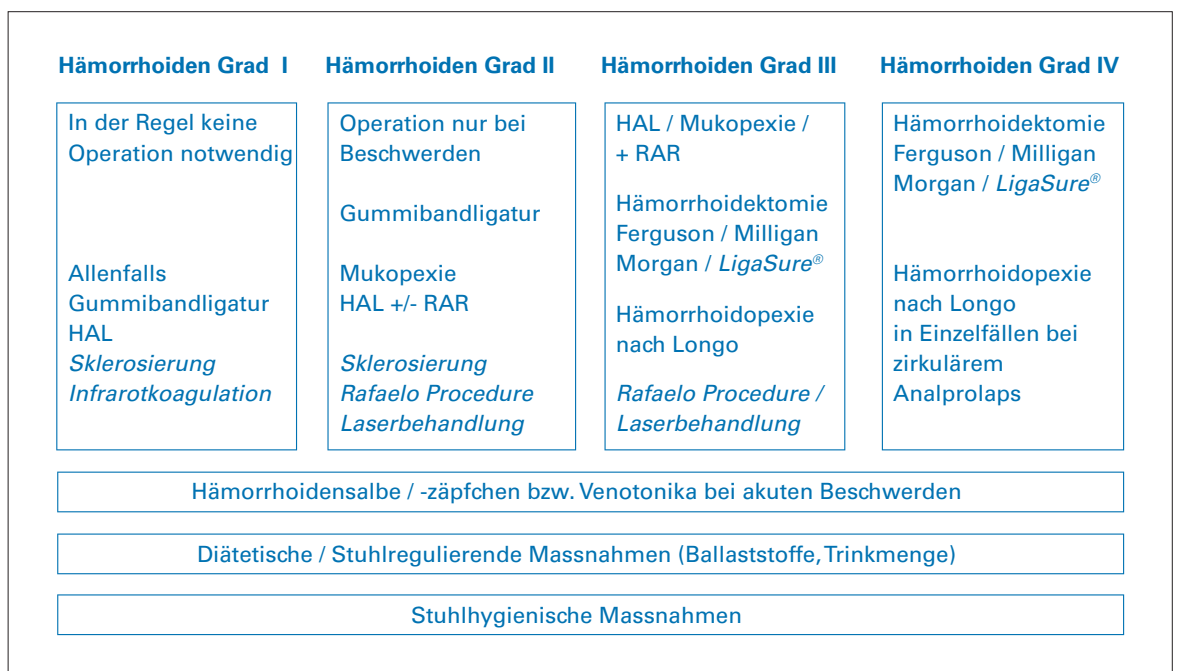 Hämorrhoiden Grad I
In der Regel keine
Operation notwendig
Allenfalls
Gummibandligatur
HAL
Sklerosierung
Infrarotkoagulation
Hämorrhoiden Grad II
Operation nur bei
Beschwerden
Gummibandligatur
Mukopexie
HAL +/- RAR
Sklerosierung
Rafaelo Procedure
Laserbehandlung
Hämorrhoiden Grad III
HAL / Mukopexie /
+ RAR
Hämorrhoidektomie
Ferguson / Milligan
Morgan / LigaSure®
Hämorrhoidopexie
nach Longo
Rafaelo Procedure /
Laserbehandlung
Hämorrhoiden Grad IV
Hämorrhoidektomie
Ferguson / Milligan
Morgan / LigaSure®
Hämorrhoidopexie
nach Longo
in Einzelfällen bei
zirkulärem
Analprolaps
Hämorrhoidensalbe / -zäpfchen bzw. Venotonika bei akuten Beschwerden
Diätetische / Stuhlregulierende Massnahmen (Ballaststoffe, Trinkmenge)
Stuhlhygienische Massnahmen